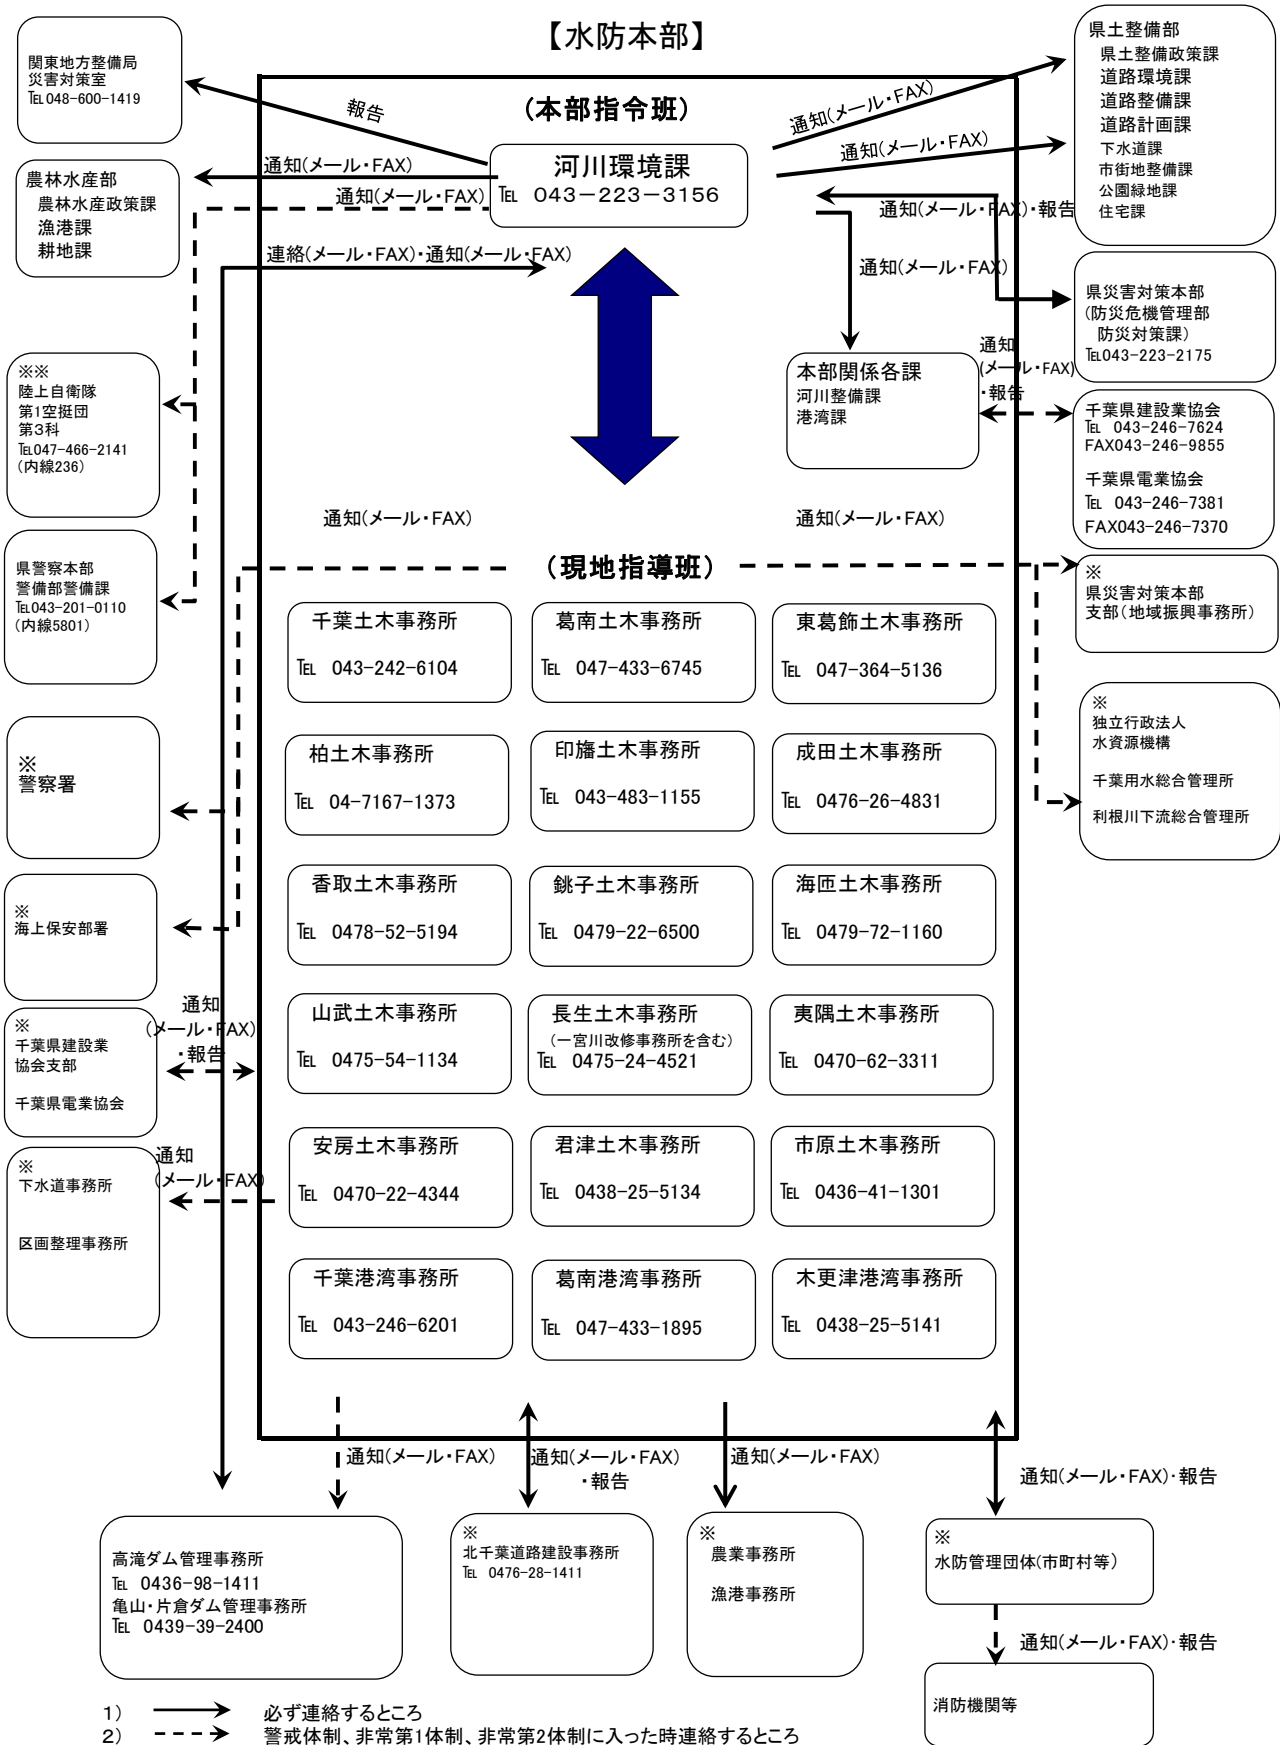 【水防本部】
関東地方整備局
災害対策室
℡048-600-1419
報告
(本部指令班)
河川環境課
℡ 043-223-3156
通知(メール・FAX)
通知(メール・FAX)
県土整備部
県土整備政策課
道路環境課
道路整備課
道路計画課
下水道課
市街地整備課
公園緑地課
住宅課
農林水産部
農林水産政策課
漁港課
耕地課
通知(メール・FAX)
通知(メール・FAX)
連絡(メール・FAX)・通知(メール・FAX)
通知(メール・FAX)・報告
通知(メール・FAX)
県災害対策本部
(防災危機管理部
防災対策課)
℡043-223-2175
※※
陸上自衛隊
第1空挺団
第3科
℡047-466-2141
(内線236)
本部関係各課
河川整備課
港湾課
通知
(メール・FAX)
・報告
千葉県建設業協会
℡ 043-246-7624
FAX043-246-9855
千葉県電業協会
℡ 043-246-7381
FAX043-246-7370
通知(メール・FAX)
通知(メール・FAX)
県警察本部
警備部警備課
℡043-201-0110
(内線5801)
(現地指導班)
※
県災害対策本部
支部(地域振興事務所)
千葉土木事務所
℡ 043-242-6104
葛南土木事務所
℡ 047-433-6745
東葛飾土木事務所
℡ 047-364-5136
※
独立行政法人
水資源機構
千葉用水総合管理所
利根川下流総合管理所
※
警察署
柏土木事務所
℡ 04-7167-1373
印旛土木事務所
℡ 043-483-1155
成田土木事務所
℡ 0476-26-4831
※
海上保安部署
香取土木事務所
℡ 0478-52-5194
銚子土木事務所
℡ 0479-22-6500
海匝土木事務所
℡ 0479-72-1160
通知
(メール・FAX)
・報告
※
千葉県建設業
協会支部
千葉県電業協会
山武土木事務所
℡ 0475-54-1134
長生土木事務所
(一宮川改修事務所を含む)
℡ 0475-24-4521
夷隅土木事務所
℡ 0470-62-3311
通知
(メール・FAX)
※
下水道事務所
区画整理事務所
安房土木事務所
℡ 0470-22-4344
君津土木事務所
℡ 0438-25-5134
市原土木事務所
℡ 0436-41-1301
千葉港湾事務所
℡ 043-246-6201
葛南港湾事務所
℡ 047-433-1895
木更津港湾事務所
℡ 0438-25-5141
通知(メール・FAX)
通知(メール・FAX)
・報告
通知(メール・FAX)
通知(メール・FAX)・報告
高滝ダム管理事務所
℡ 0436-98-1411
亀山・片倉ダム管理事務所
℡ 0439-39-2400
※
北千葉道路建設事務所
℡ 0476-28-1411
※
農業事務所
漁港事務所
※
水防管理団体(市町村等)
通知(メール・FAX)・報告
消防機関等
1) 必ず連絡するところ
2) 警戒体制、非常第1体制、非常第2体制に入った時連絡するところ